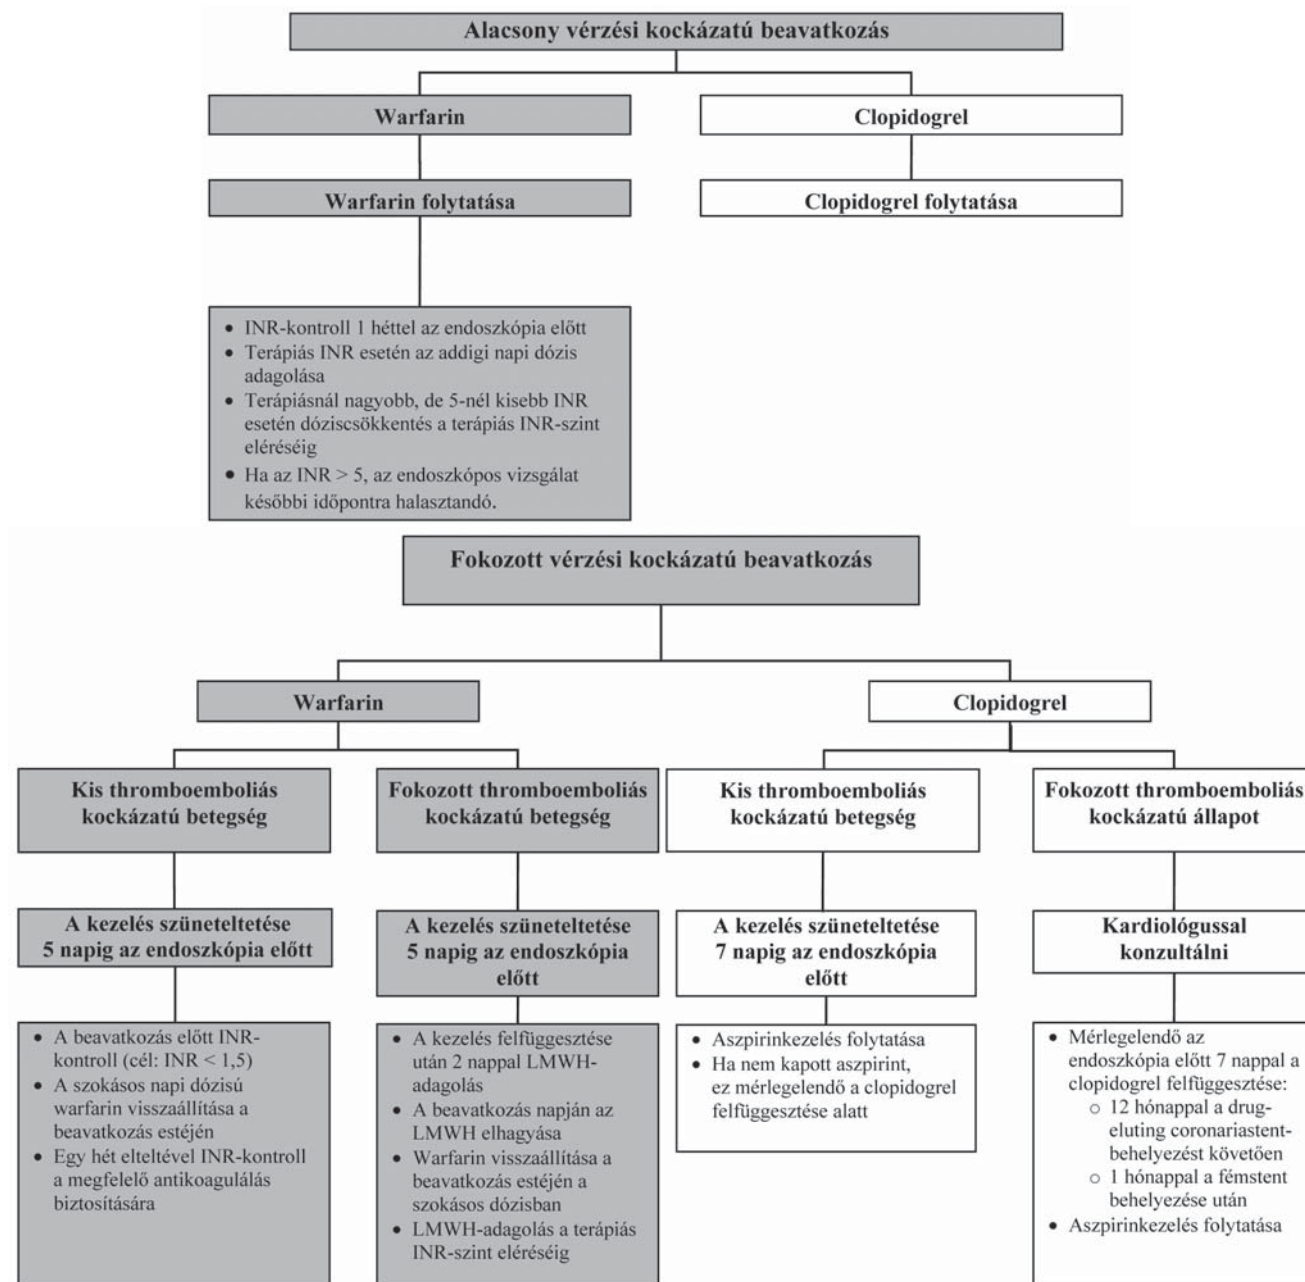 Alacsony vérzési kockázatú beavatkozás
Warfarin
Clopidogrel
Warfarin folytatása
Clopidogrel folytatása
• INR-kontroll 1 héttel az endoszkópia előtt
• Terápiás INR esetén az addigi napi dózis
adagolása
• Terápiásnál nagyobb, de 5-nél kisebb INR
esetén dóziscsökkentés a terápiás INR-szint
eléréséig
• Ha az INR > 5, az endoszkópos vizsgálat
későbbi időpontra halasztandó.
Fokozott vérzési kockázatú beavatkozás
Warfarin
Clopidogrel
Kis thromboemboliás
kockázatú betegség
Fokozott thromboemboliás
kockázatú betegség
Kis thromboemboliás
kockázatú betegség
Fokozott thromboemboliás
kockázatú állapot
A kezelés szüneteltetése
5 napig az endoszkópia előtt
A kezelés szüneteltetése
5 napig az endoszkópia
előtt
A kezelés szüneteltetése
7 napig az endoszkópia
előtt
Kardiológussal
konzultálni
• A beavatkozás előtt INR-
kontroll (cél: INR < 1,5)
• A szokásos napi dózisú
warfarin visszaállítása a
beavatkozás estéjén
• Egy hét elteltével INR-kontroll
a megfelelő antikoagulálás
biztosítására
• A kezelés felfüggesztése
után 2 nappal LMWH-
adagolás
• A beavatkozás napján az
LMWH elhagyása
• Warfarin visszaállítása a
beavatkozás estéjén a
szokásos dózisban
• LMWH-adagolás a terápiás
INR-szint eléréséig
• Aszpirinkezelés folytatása
• Ha nem kapott aszpirint,
ez mérlegelendő a clopidogrel
felfüggesztése alatt
• Mérlegelendő az
endoszkópia előtt 7 nappal a
clopidogrel felfüggesztése:
o 12 hónappal a drug-
eluting coronariastent-
behelyezést követően
o 1 hónappal a fémstent
behelyezése után
• Aszpirinkezelés folytatása